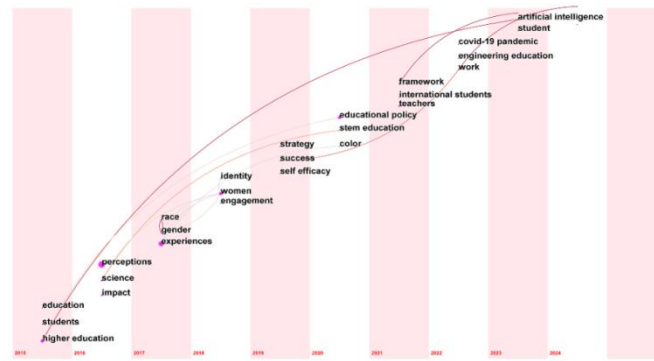 artificial intelligence
student
covid-19 pandemic
engineering education
work
framework
international students
teachers
educational policy
stem education
color
strategy
success
self efficacy
identity
women
engagement
race
gender
experiences
perceptions
science
impact
education
students
higher education
2015 2016 2017 2018 2019 2020 2021 2022 2023 2024